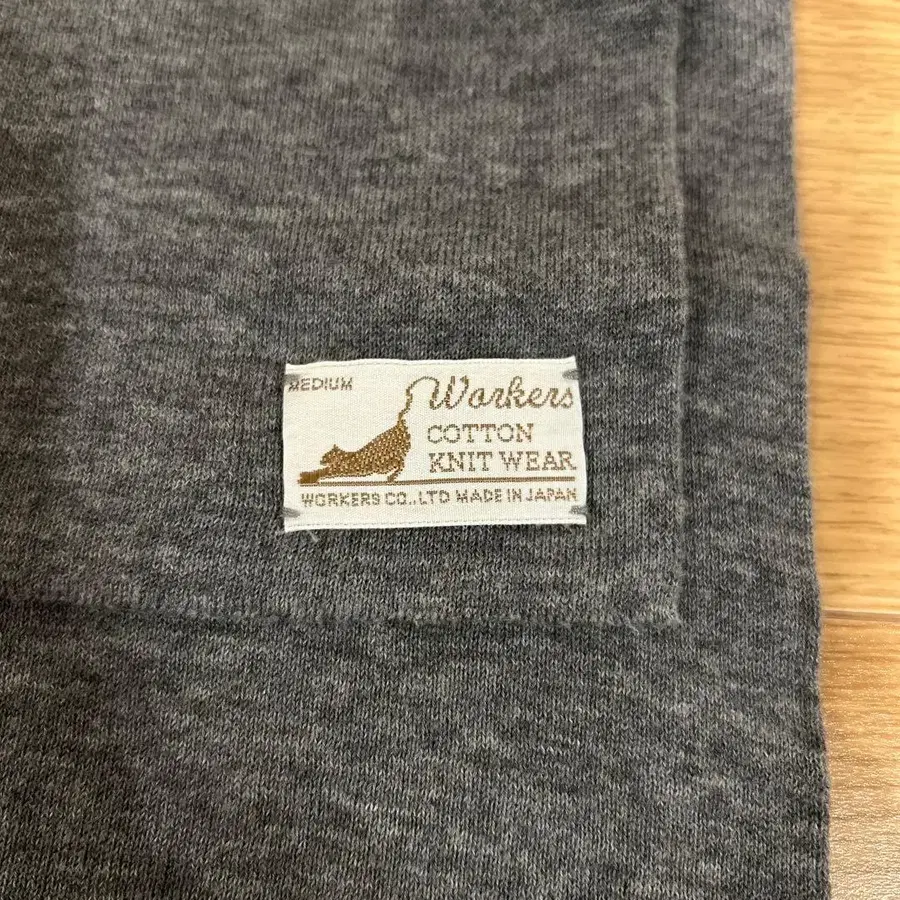 MEDIUM
Workers
COTTON
KNIT WEAR
WORKERS CO.,LTD MADE IN JAPAN